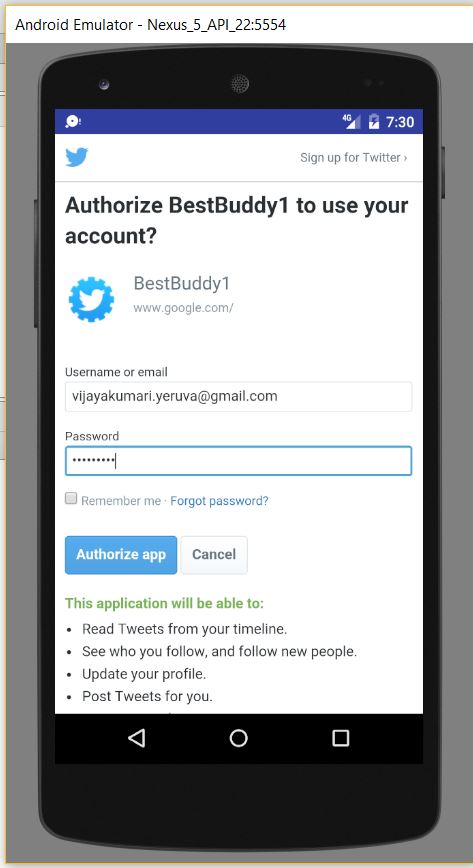 Android Emulator - Nexus_5_API_22:5554
4G 7:30
Sign up for Twitter ›
Authorize BestBuddy1 to use your
account?
BestBuddy1
www.google.com/
Username or email
vijayakumari.yeruva@gmail.com
Password
•••••••••
Remember me · Forgot password?
Authorize app Cancel
This application will be able to:
• Read Tweets from your timeline.
• See who you follow, and follow new people.
• Update your profile.
• Post Tweets for you.